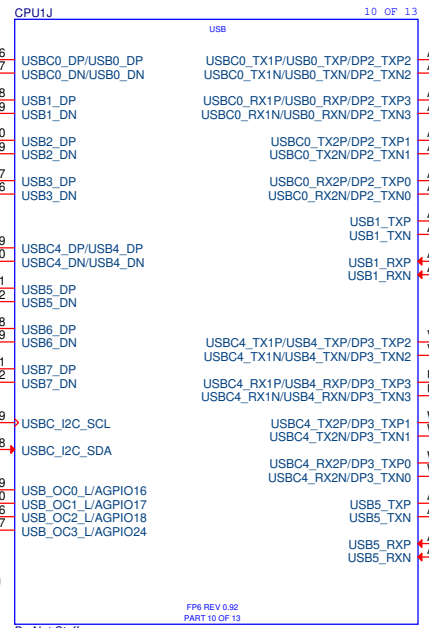 CPU1J
10 OF 13
USB
USBC0_DP/USB0_DP
USBC0_DN/USB0_DN
USB1_DP
USB1_DN
USB2_DP
USB2_DN
USB3_DP
USB3_DN
USBC4_DP/USB4_DP
USBC4_DN/USB4_DN
USB5_DP
USB5_DN
USB6_DP
USB6_DN
USB7_DP
USB7_DN
USBC_I2C_SCL
USBC_I2C_SDA
USB_OC0_L/AGPIO16
USB_OC1_L/AGPIO17
USB_OC2_L/AGPIO18
USB_OC3_L/AGPIO24
USBC0_TX1P/USB0_TXP/DP2_TXP2
USBC0_TX1N/USB0_TXN/DP2_TXN2
USBC0_RX1P/USB0_RXP/DP2_TXP3
USBC0_RX1N/USB0_RXN/DP2_TXN3
USBC0_TX2P/DP2_TXP1
USBC0_TX2N/DP2_TXN1
USBC0_RX2P/DP2_TXP0
USBC0_RX2N/DP2_TXN0
USB1_TXP
USB1_TXN
USB1_RXP
USB1_RXN
USBC4_TX1P/USB4_TXP/DP3_TXP2
USBC4_TX1N/USB4_TXN/DP3_TXN2
USBC4_RX1P/USB4_RXP/DP3_TXP3
USBC4_RX1N/USB4_RXN/DP3_TXN3
USBC4_TX2P/DP3_TXP1
USBC4_TX2N/DP3_TXN1
USBC4_RX2P/DP3_TXP0
USBC4_RX2N/DP3_TXN0
USB5_TXP
USB5_TXN
USB5_RXP
USB5_RXN
FP6 REV 0.92
PART 10 OF 13